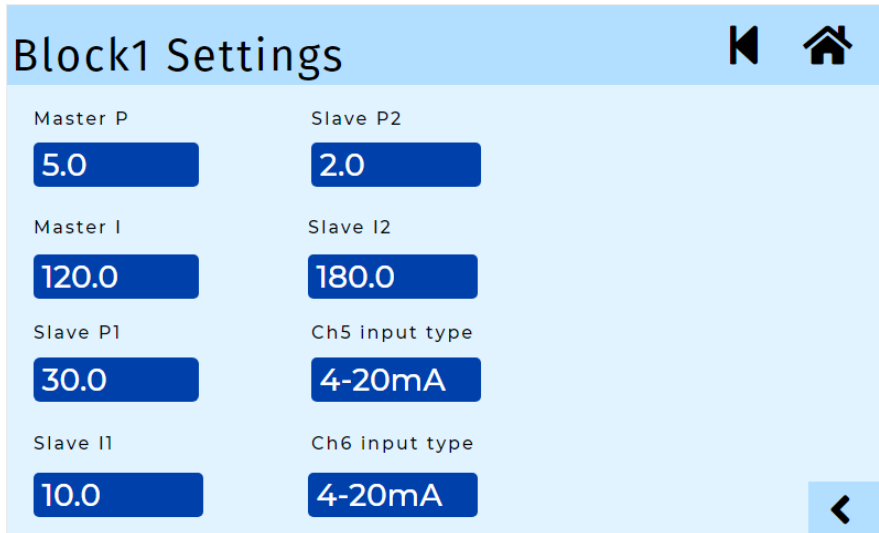 Block1 Settings
Master P
Slave P2
5.0
2.0
Master I
Slave I2
120.0
180.0
Slave P1
Ch5 input type
30.0
4-20mA
Slave I1
Ch6 input type
10.0
4-20mA